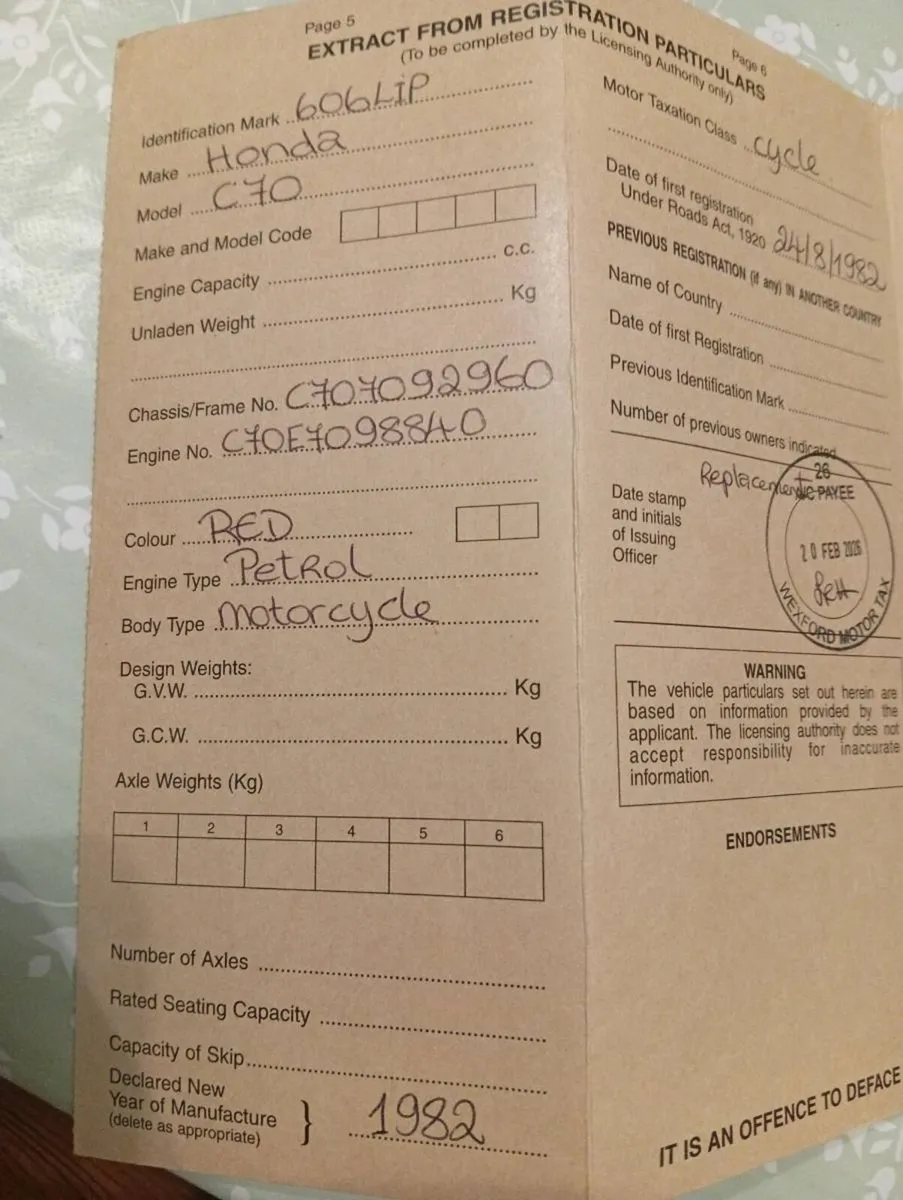 Page 5
EXTRACT FROM REGISTRATION PARTICULARS
(To be completed by the Licensing Authority only)
Identification Mark 606LIP
Make Honda
Model C70
Make and Model Code
Engine Capacity c.c.
Unladen Weight Kg
Chassis/Frame No. C707092960
Engine No. C70E7098840
Colour RED
Engine Type Petrol
Body Type Motorcycle
Design Weights:
G.V.W. Kg
G.C.W. Kg
Axle Weights (Kg)
1 2 3 4 5 6
Number of Axles
Rated Seating Capacity
Capacity of Skip
Declared New
Year of Manufacture
(delete as appropriate) } 1982
Page 6
Motor Taxation Class cycle
Date of first registration
Under Roads Act, 1920 24/8/1982
PREVIOUS REGISTRATION (if any) IN ANOTHER COUNTRY
Name of Country
Date of first Registration
Previous Identification Mark
Number of previous owners indicated
Replacement
Date stamp
and initials
of Issuing
Officer
26
PAYEE
20 FEB 2026
WEXFORD MOTOR TAX
WARNING
The vehicle particulars set out herein are
based on information provided by the
applicant. The licensing authority does not
accept responsibility for inaccurate
information.
ENDORSEMENTS
IT IS AN OFFENCE TO DEFACE